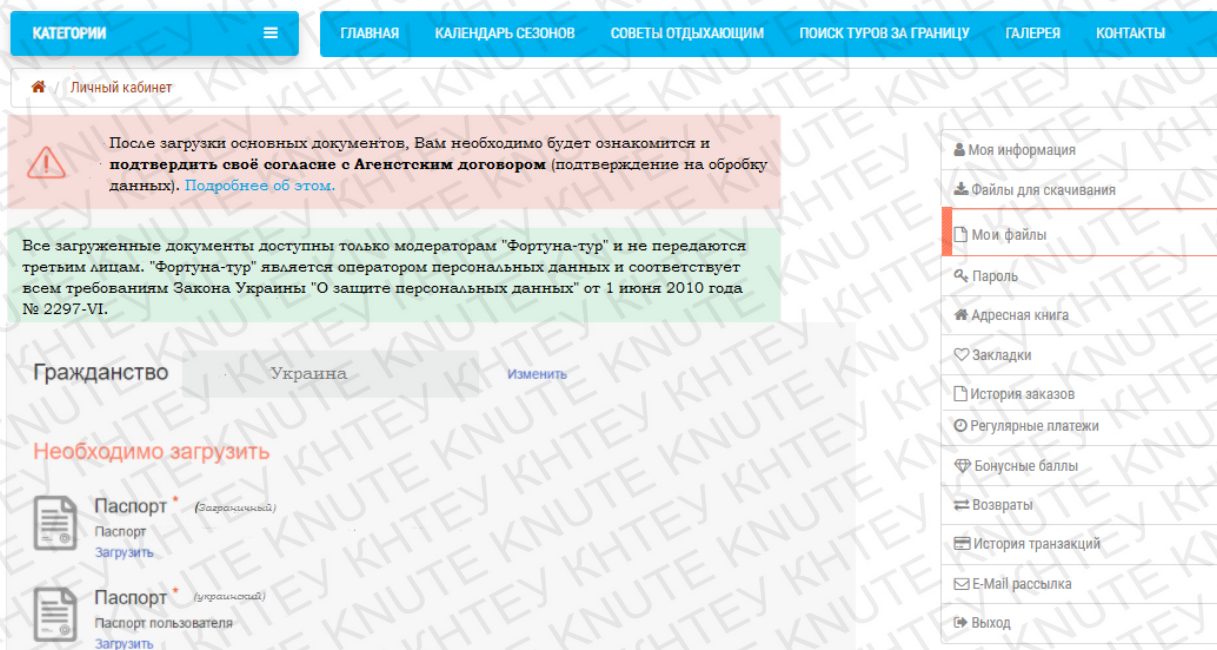 КАТЕГОРИИ
ГЛАВНАЯ КАЛЕНДАРЬ СЕЗОНОВ СОВЕТЫ ОТДЫХАЮЩИМ ПОИСК ТУРОВ ЗА ГРАНИЦУ ГАЛЕРЕЯ КОНТАКТЫ
/ Личный кабинет
После загрузки основных документов, Вам необходимо будет ознакомится и
подтвердить своё согласие с Агенстским договором (подтверждение на обробку
данных). Подробнее об этом.
Все загруженные документы доступны только модераторам "Фортуна-тур" и не передаются
третьим лицам. "Фортуна-тур" является оператором персональных данных и соответствует
всем требованиям Закона Украины "О защите персональных данных" от 1 июня 2010 года
№ 2297-VI.
Гражданство Украина Изменить
Необходимо загрузить
Паспорт * (Заграничный)
Паспорт
Загрузить
Паспорт * (украинский)
Паспорт пользователя
Загрузить
Моя информация
Файлы для скачивания
Мои файлы
Пароль
Адресная книга
Закладки
История заказов
Регулярные платежи
Бонусные баллы
Возвраты
История транзакций
E-Mail рассылка
Выход
KNUTE KHTEY